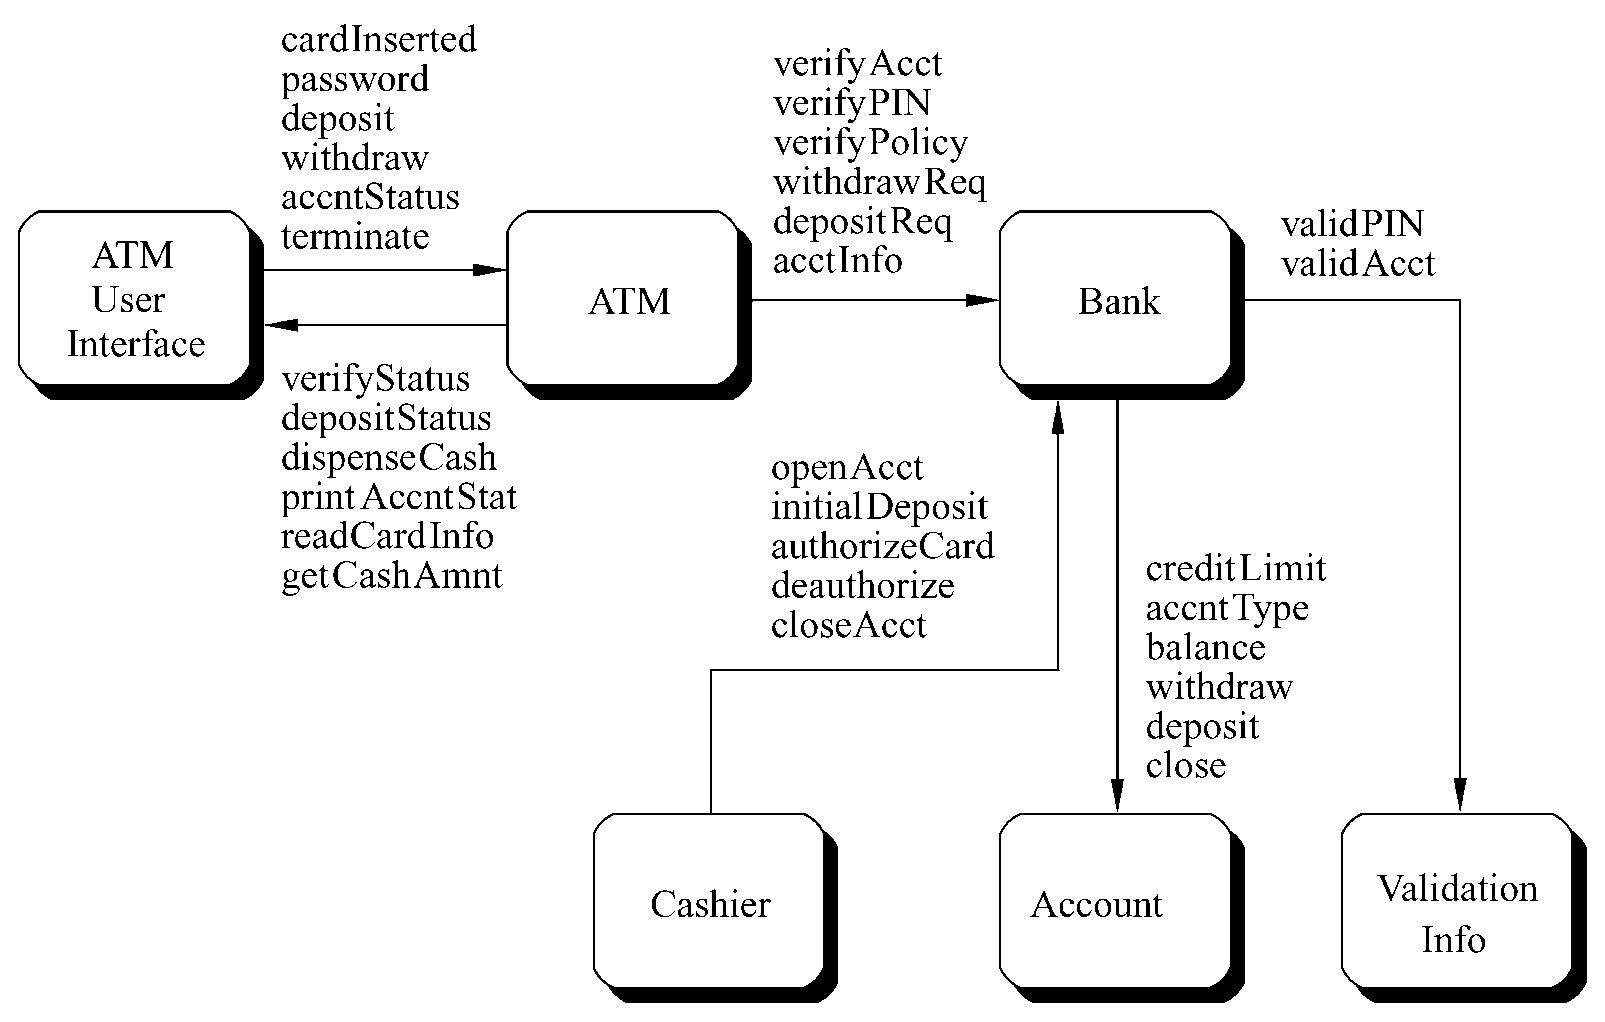 cardInserted
password
deposit
withdraw
accntStatus
terminate
verifyAcct
verifyPIN
verifyPolicy
withdrawReq
depositReq
acctInfo
validPIN
validAcct
ATM
User
Interface
ATM
Bank
verifyStatus
depositStatus
dispenseCash
print AccntStat
readCardInfo
getCashAmnt
openAcct
initialDeposit
authorizeCard
deauthorize
closeAcct
creditLimit
accntType
balance
withdraw
deposit
close
Cashier
Account
Validation
Info